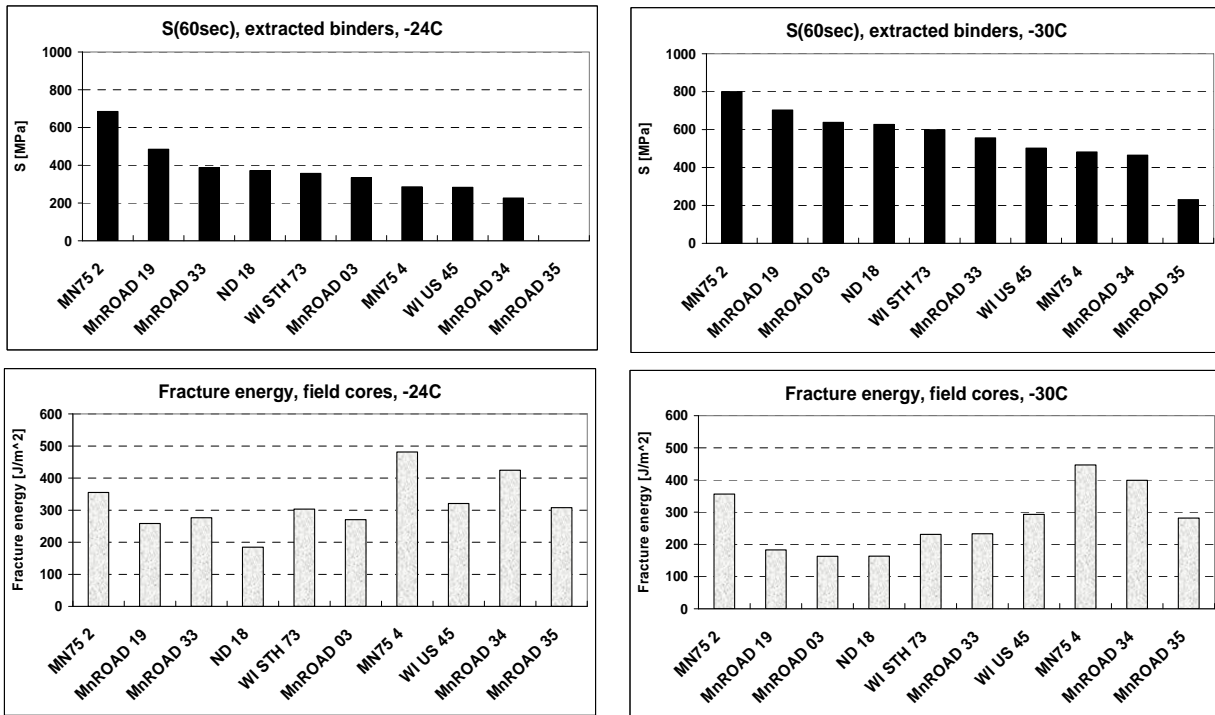 S(60sec), extracted binders, -24C
S [MPa]
1000
800
600
400
200
0
MN75 2
MnROAD 19
MnROAD 33
ND 18
WI STH 73
MnROAD 03
MN75 4
WI US 45
MnROAD 34
MnROAD 35
S(60sec), extracted binders, -30C
S [MPa]
1000
800
600
400
200
0
MN75 2
MnROAD 19
MnROAD 03
ND 18
WI STH 73
MnROAD 33
WI US 45
MN75 4
MnROAD 34
MnROAD 35
Fracture energy, field cores, -24C
Fracture energy [J/m^2]
600
500
400
300
200
100
0
MN75 2
MnROAD 19
MnROAD 33
ND 18
WI STH 73
MnROAD 03
MN75 4
WI US 45
MnROAD 34
MnROAD 35
Fracture energy, field cores, -30C
Fracture energy [J/m^2]
600
500
400
300
200
100
0
MN75 2
MnROAD 19
MnROAD 03
ND 18
WI STH 73
MnROAD 33
WI US 45
MN75 4
MnROAD 34
MnROAD 35